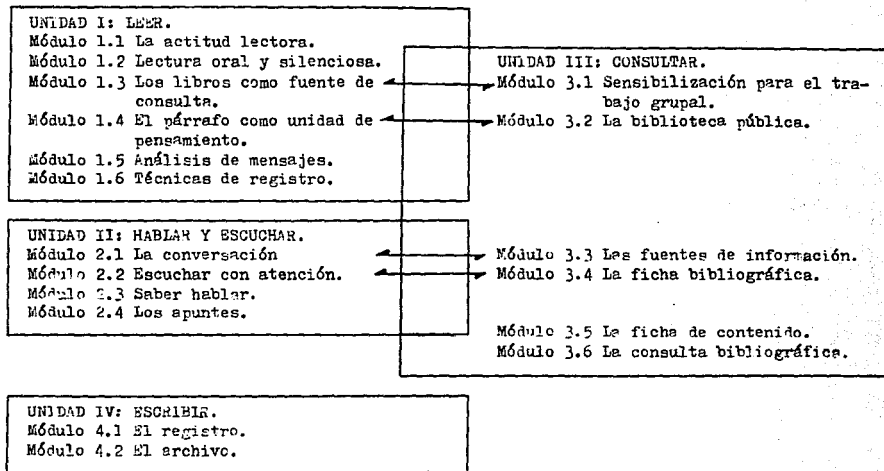 UNIDAD I: LEER.
Módulo 1.1 La actitud lectora.
Módulo 1.2 Lectura oral y silenciosa.
Módulo 1.3 Los libros como fuente de
consulta.
Módulo 1.4 El párrafo como unidad de
pensamiento.
Módulo 1.5 Análisis de mensajes.
Módulo 1.6 Técnicas de registro.
UNIDAD II: HABLAR Y ESCUCHAR.
Módulo 2.1 La conversación
Módulo 2.2 Escuchar con atención.
Módulo 2.3 Saber hablar.
Módulo 2.4 Los apuntes.
UNIDAD III: CONSULTAR.
Módulo 3.1 Sensibilización para el tra-
bajo grupal.
Módulo 3.2 La biblioteca pública.
Módulo 3.3 Las fuentes de información.
Módulo 3.4 La ficha bibliográfica.
Módulo 3.5 La ficha de contenido.
Módulo 3.6 La consulta bibliográfica.
UNIDAD IV: ESCRIBIR.
Módulo 4.1 El registro.
Módulo 4.2 El archivo.